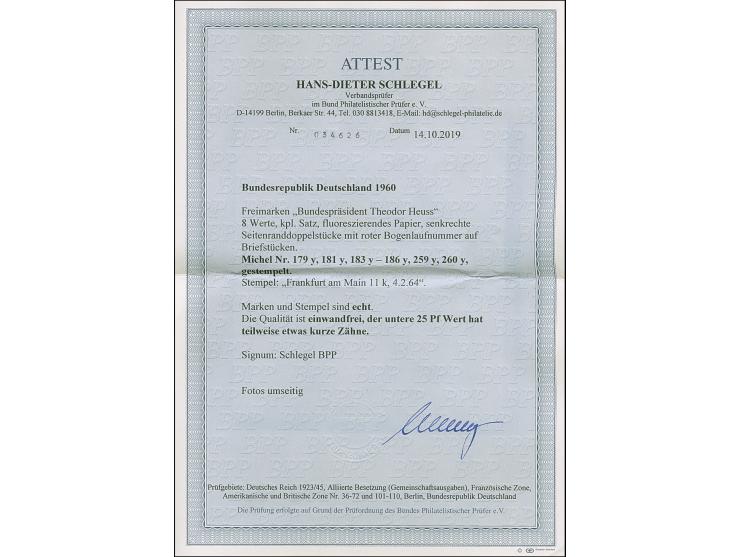 ATTEST
HANS-DIETER SCHLEGEL
Verbandsprüfer
im Bund Philatelistischer Prüfer e. V.
D-14199 Berlin, Berkaer Str. 44, Tel. 030 8813418, E-Mail: hd@schlegel-philatelie.de
Nr. 034626 Datum 14.10.2019
Bundesrepublik Deutschland 1960
Freimarken „Bundespräsident Theodor Heuss“
8 Werte, kpl. Satz, fluoreszierendes Papier, senkrechte
Seitenranddoppelstücke mit roter Bogenlaufnummer auf
Briefstücken.
Michel Nr. 179 y, 181 y, 183 y – 186 y, 259 y, 260 y,
gestempelt.
Stempel: „Frankfurt am Main 11 k, 4.2.64“.
Marken und Stempel sind echt.
Die Qualität ist einwandfrei, der untere 25 Pf Wert hat
teilweise etwas kurze Zähne.
Signum: Schlegel BPP
Fotos umseitig
Prüfgebiete: Deutsches Reich 1923/45, Alliierte Besetzung (Gemeinschaftsausgaben), Französische Zone,
Amerikanische und Britische Zone Nr. 36-72 und 101-110, Berlin, Bundesrepublik Deutschland
Die Prüfung erfolgte auf Grund der Prüfordnung des Bundes Philatelistischer Prüfer e.V.